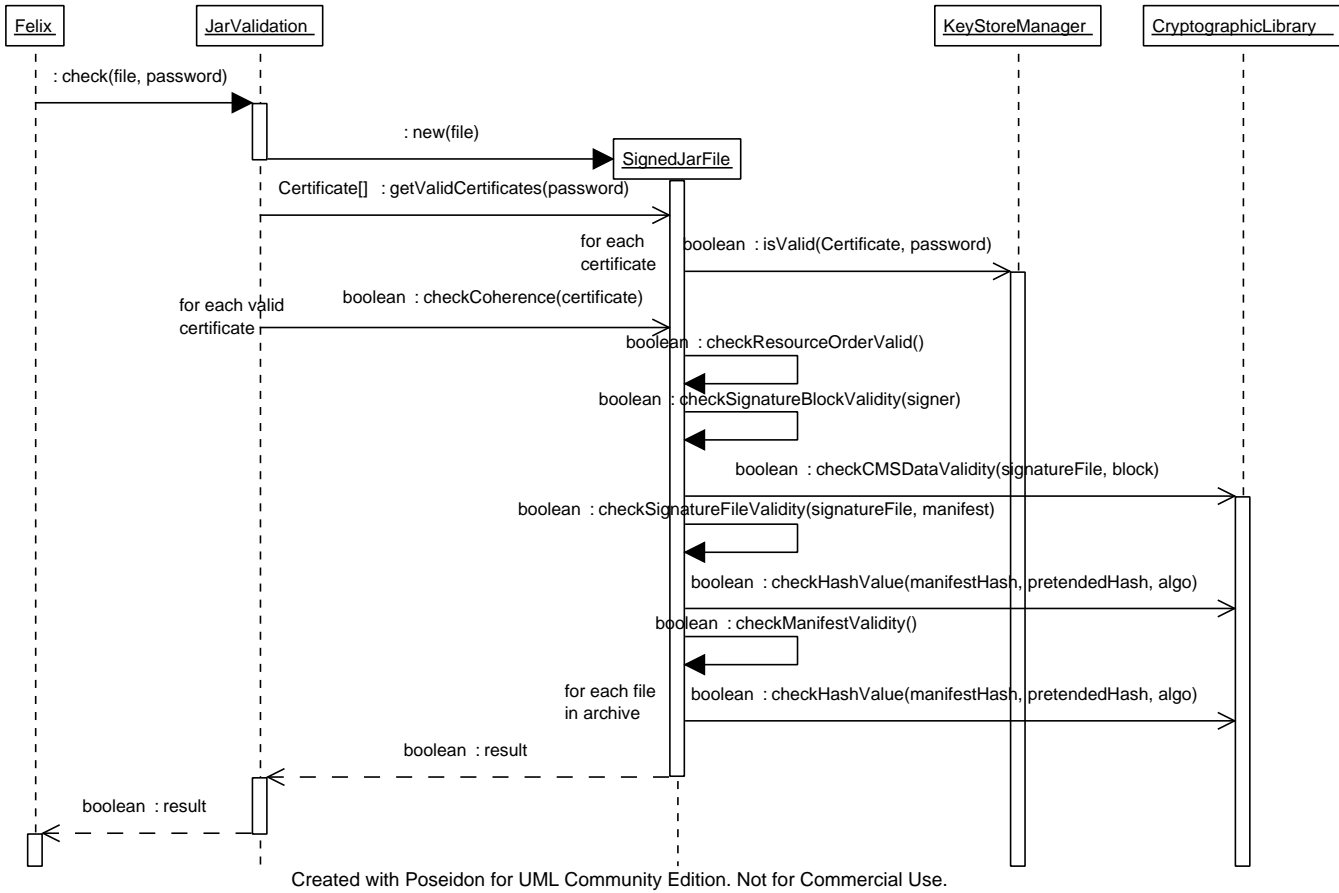 Felix
JarValidation
KeyStoreManager
CryptographicLibrary
: check(file, password)
: new(file)
SignedJarFile
Certificate[] : getValidCertificates(password)
for each
certificate
boolean : isValid(Certificate, password)
for each valid
certificate
boolean : checkCoherence(certificate)
boolean : checkResourceOrderValid()
boolean : checkSignatureBlockValidity(signer)
boolean : checkCMSDataValidity(signatureFile, block)
boolean : checkSignatureFileValidity(signatureFile, manifest)
boolean : checkHashValue(manifestHash, pretendedHash, algo)
boolean : checkManifestValidity()
for each file
in archive
boolean : checkHashValue(manifestHash, pretendedHash, algo)
boolean : result
boolean : result
Created with Poseidon for UML Community Edition. Not for Commercial Use.